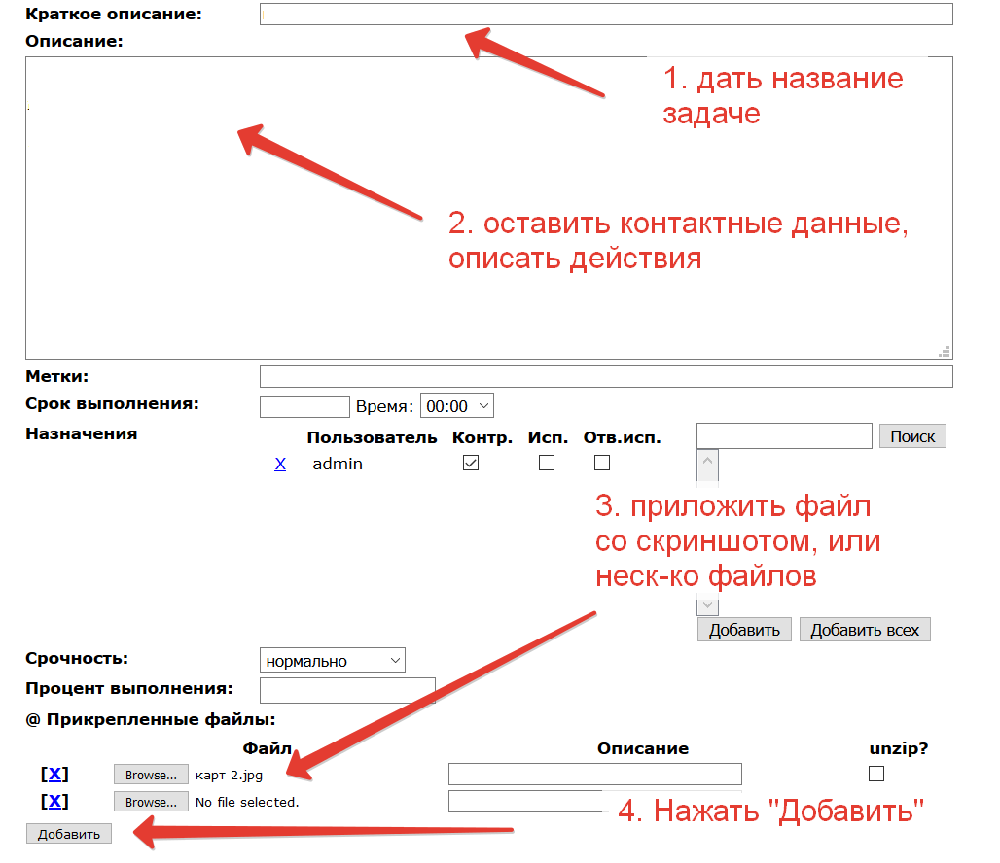 Краткое описание:
Описание:
1. дать название
задаче
2. оставить контактные данные,
описать действия
Метки:
Срок выполнения: Время: 00:00
Назначения Пользователь Контр. Исп. Отв.исп. Поиск
X admin
3. приложить файл
со скриншотом, или
неск-ко файлов
Добавить Добавить всех
Срочность: нормально
Процент выполнения:
@ Прикрепленные файлы:
Файл Описание unzip?
[X] Browse... карт 2.jpg
[X] Browse... No file selected.
4. Нажать "Добавить"
Добавить